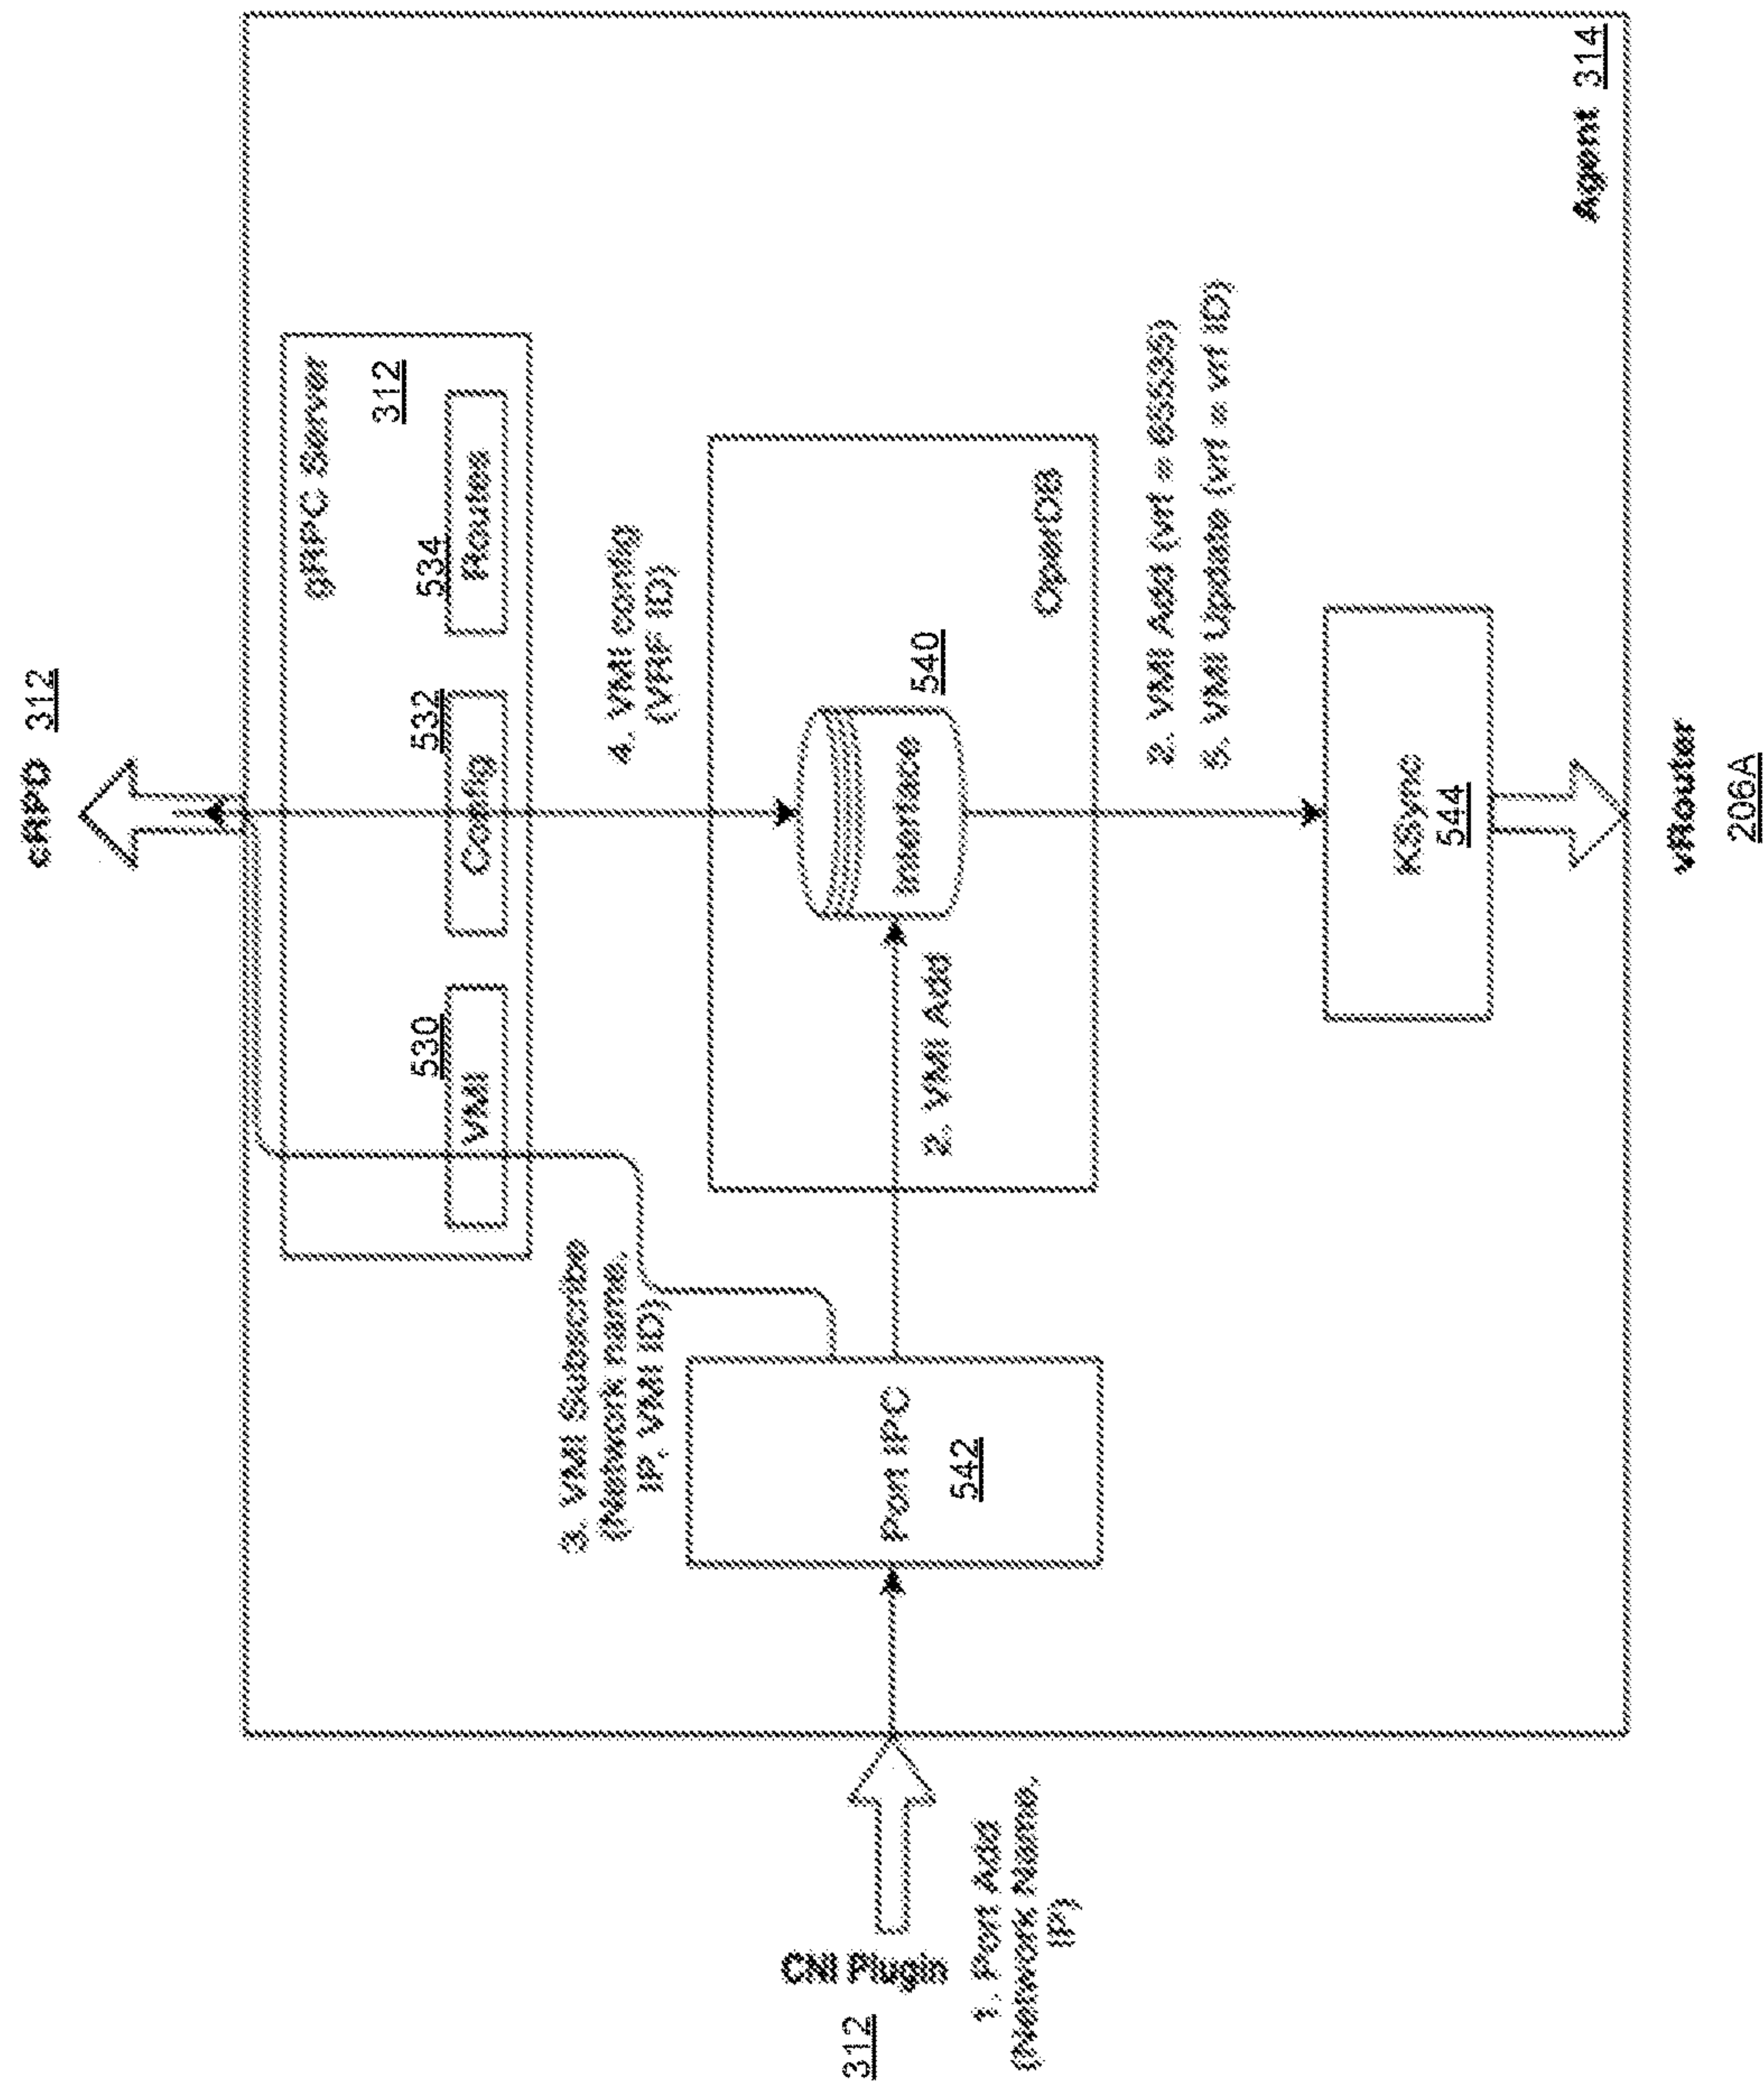 cRPD 312
gRPC Server
312
VMI
530
Config
532
Routes
534
3. VMI Subscribe
(Network name,
IP, VMI ID)
4. VMI config
(VRF ID)
CNI Plugin
312
1. Port Add
(Network Name,
IP)
Port IPC
542
2. VMI Add
Interface
540
OperDB
2. VMI Add (vrf = 65535)
5. VMI Update (vrf = vrf ID)
KSync
544
Agent 314
vRouter
206A